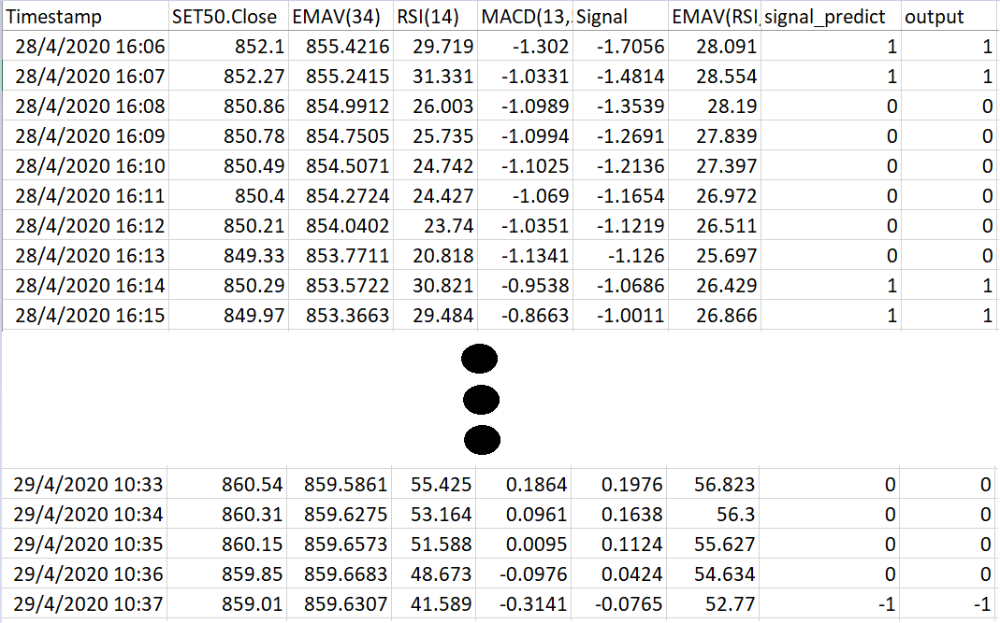 Timestamp SET50.Close EMAV(34) RSI(14) MACD(13, Signal EMAV(RSI, signal_predict output
28/4/2020 16:06 852.1 855.4216 29.719 -1.302 -1.7056 28.091 1 1
28/4/2020 16:07 852.27 855.2415 31.331 -1.0331 -1.4814 28.554 1 1
28/4/2020 16:08 850.86 854.9912 26.003 -1.0989 -1.3539 28.19 0 0
28/4/2020 16:09 850.78 854.7505 25.735 -1.0994 -1.2691 27.839 0 0
28/4/2020 16:10 850.49 854.5071 24.742 -1.1025 -1.2136 27.397 0 0
28/4/2020 16:11 850.4 854.2724 24.427 -1.069 -1.1654 26.972 0 0
28/4/2020 16:12 850.21 854.0402 23.74 -1.0351 -1.1219 26.511 0 0
28/4/2020 16:13 849.33 853.7711 20.818 -1.1341 -1.126 25.697 0 0
28/4/2020 16:14 850.29 853.5722 30.821 -0.9538 -1.0686 26.429 1 1
28/4/2020 16:15 849.97 853.3663 29.484 -0.8663 -1.0011 26.866 1 1
29/4/2020 10:33 860.54 859.5861 55.425 0.1864 0.1976 56.823 0 0
29/4/2020 10:34 860.31 859.6275 53.164 0.0961 0.1638 56.3 0 0
29/4/2020 10:35 860.15 859.6573 51.588 0.0095 0.1124 55.627 0 0
29/4/2020 10:36 859.85 859.6683 48.673 -0.0976 0.0424 54.634 0 0
29/4/2020 10:37 859.01 859.6307 41.589 -0.3141 -0.0765 52.77 -1 -1